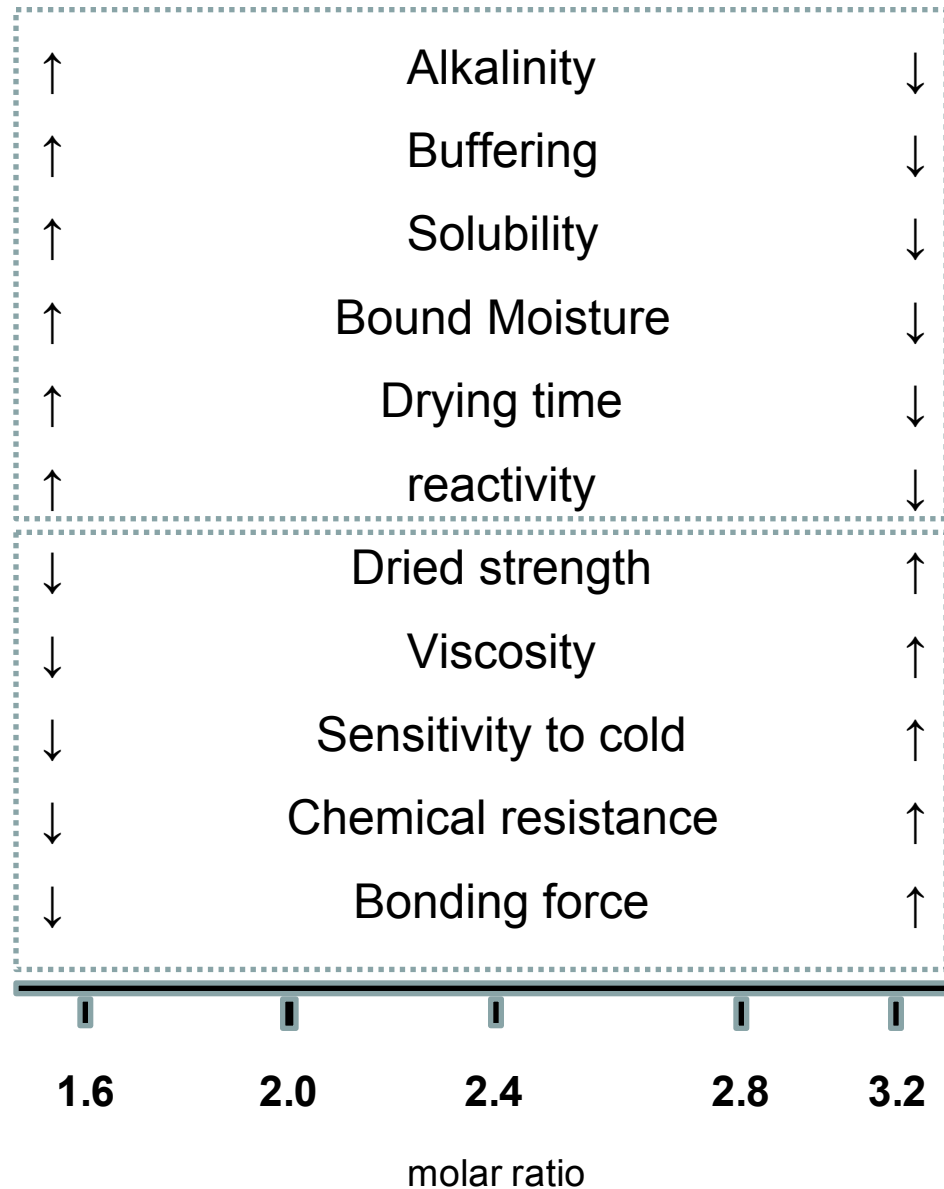 ↑ Alkalinity ↓
↑ Buffering ↓
↑ Solubility ↓
↑ Bound Moisture ↓
↑ Drying time ↓
↑ reactivity ↓
↓ Dried strength ↑
↓ Viscosity ↑
↓ Sensitivity to cold ↑
↓ Chemical resistance ↑
↓ Bonding force ↑
1.6 2.0 2.4 2.8 3.2
molar ratio